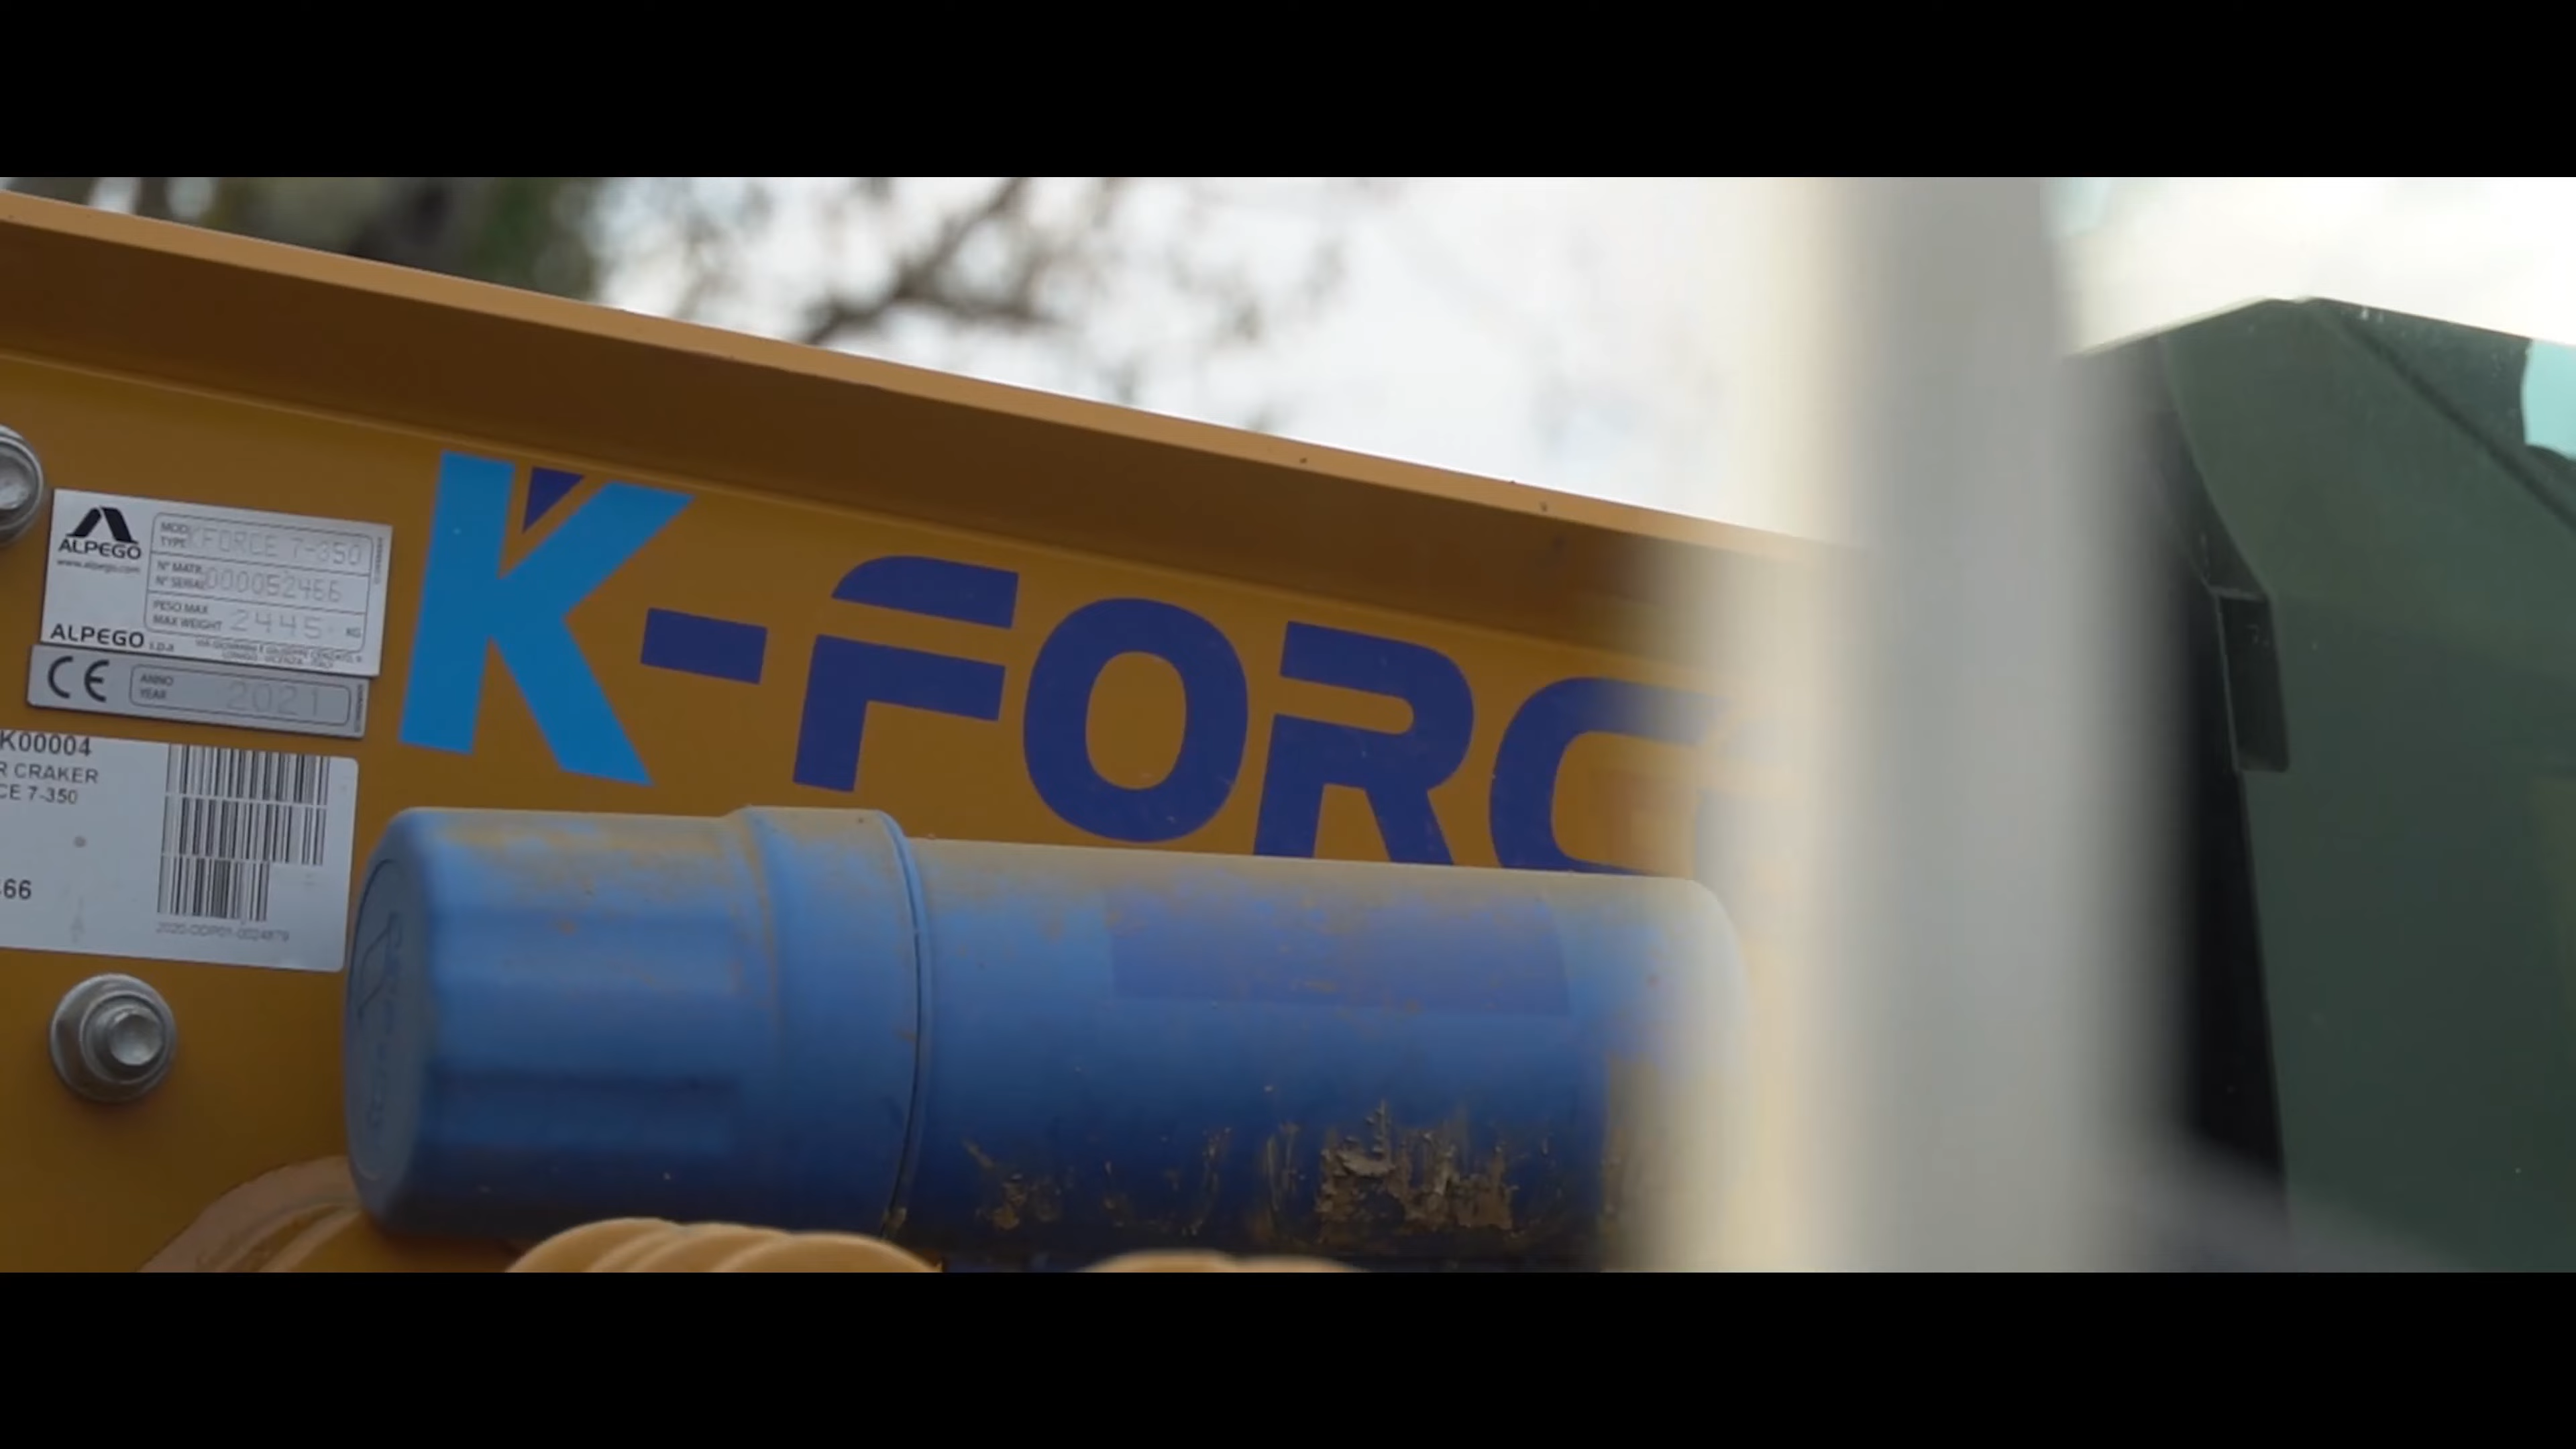 ALPEGO
www.alpego.com
MOD.
TYPE KFORCE 7-350
N° MATR.
N° SERIAL 000052466
PESO MAX
MAX WEIGHT 2445 KG
ALPEGO s.p.a
CE
ANNO
YEAR 2021
K00004
R CRAKER
CE 7-350
66
K-FORC